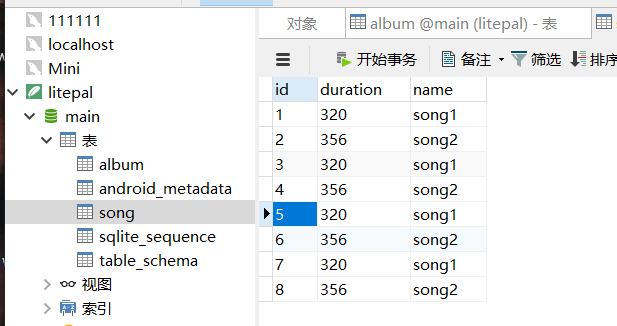 111111
localhost
Mini
litepal
main
表
album
android_metadata
song
sqlite_sequence
table_schema
视图
索引
对象
album @main (litepal) - 表
开始事务 备注 筛选 排序
id duration name
1 320 song1
2 356 song2
3 320 song1
4 356 song2
5 320 song1
6 356 song2
7 320 song1
8 356 song2